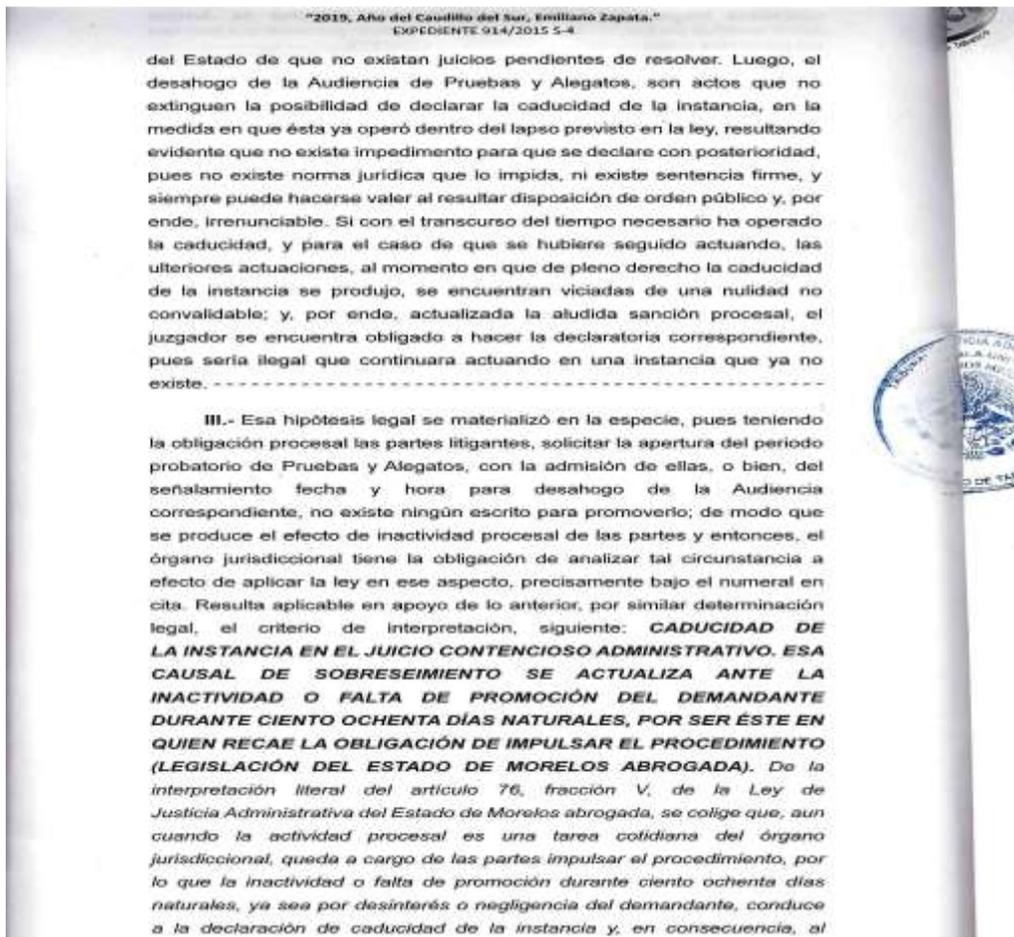 "2019, Año del Caudillo del Sur, Emiliano Zapata."
EXPEDIENTE 914/2015 S-4
del Estado de que no existan juicios pendientes de resolver. Luego, el
desahogo de la Audiencia de Pruebas y Alegatos, son actos que no
extinguen la posibilidad de declarar la caducidad de la instancia, en la
medida en que ésta ya operó dentro del lapso previsto en la ley, resultando
evidente que no existe impedimento para que se declare con posterioridad,
pues no existe norma jurídica que lo impida, ni existe sentencia firme, y
siempre puede hacerse valer al resultar disposición de orden público y, por
ende, irrenunciable. Si con el transcurso del tiempo necesario ha operado
la caducidad, y para el caso de que se hubiere seguido actuando, las
ulteriores actuaciones, al momento en que de pleno derecho la caducidad
de la instancia se produjo, se encuentran viciadas de una nulidad no
convalidable; y, por ende, actualizada la aludida sanción procesal, el
juzgador se encuentra obligado a hacer la declaratoria correspondiente,
pues sería ilegal que continuara actuando en una instancia que ya no
existe. - - - - - - - - - - - - - - - - - - - - - - - - - - - - - - - - - - - - - - - - - - - - - - -
III.- Esa hipótesis legal se materializó en la especie, pues teniendo
la obligación procesal las partes litigantes, solicitar la apertura del periodo
probatorio de Pruebas y Alegatos, con la admisión de ellas, o bien, del
señalamiento fecha y hora para desahogo de la Audiencia
correspondiente, no existe ningún escrito para promoverlo; de modo que
se produce el efecto de inactividad procesal de las partes y entonces, el
órgano jurisdiccional tiene la obligación de analizar tal circunstancia a
efecto de aplicar la ley en ese aspecto, precisamente bajo el numeral en
cita. Resulta aplicable en apoyo de lo anterior, por similar determinación
legal, el criterio de interpretación, siguiente: CADUCIDAD DE
LA INSTANCIA EN EL JUICIO CONTENCIOSO ADMINISTRATIVO. ESA
CAUSAL DE SOBRESEIMIENTO SE ACTUALIZA ANTE LA
INACTIVIDAD O FALTA DE PROMOCIÓN DEL DEMANDANTE
DURANTE CIENTO OCHENTA DÍAS NATURALES, POR SER ÉSTE EN
QUIEN RECAE LA OBLIGACIÓN DE IMPULSAR EL PROCEDIMIENTO
(LEGISLACIÓN DEL ESTADO DE MORELOS ABROGADA). De la
interpretación literal del artículo 76, fracción V, de la Ley de
Justicia Administrativa del Estado de Morelos abrogada, se colige que, aun
cuando la actividad procesal es una tarea cotidiana del órgano
jurisdiccional, queda a cargo de las partes impulsar el procedimiento, por
lo que la inactividad o falta de promoción durante ciento ochenta días
naturales, ya sea por desinterés o negligencia del demandante, conduce
a la declaración de caducidad de la instancia y, en consecuencia, al